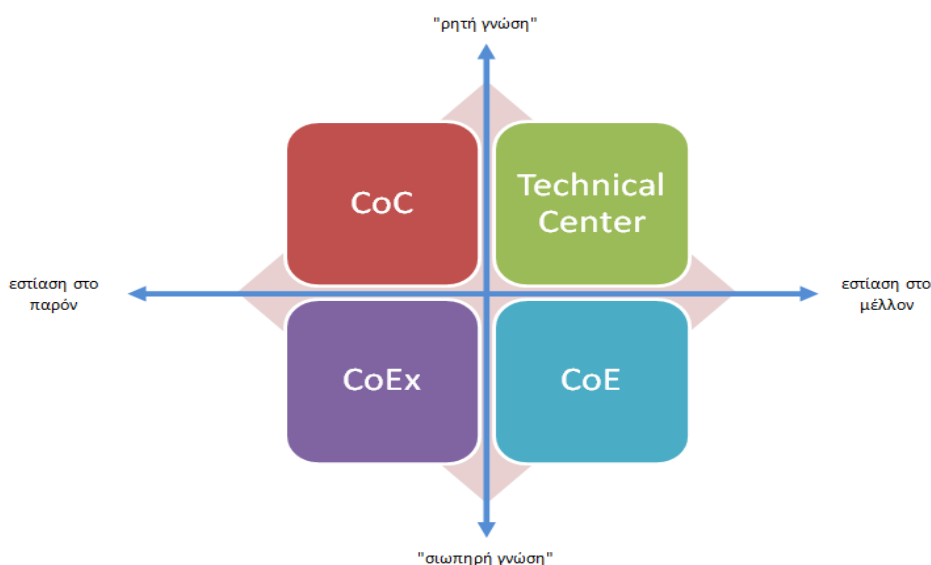 "ρητή γνώση"
CoC
Technical
Center
εστίαση στο
παρόν
εστίαση στο
μέλλον
CoEx
CoE
"σιωπηρή γνώση"